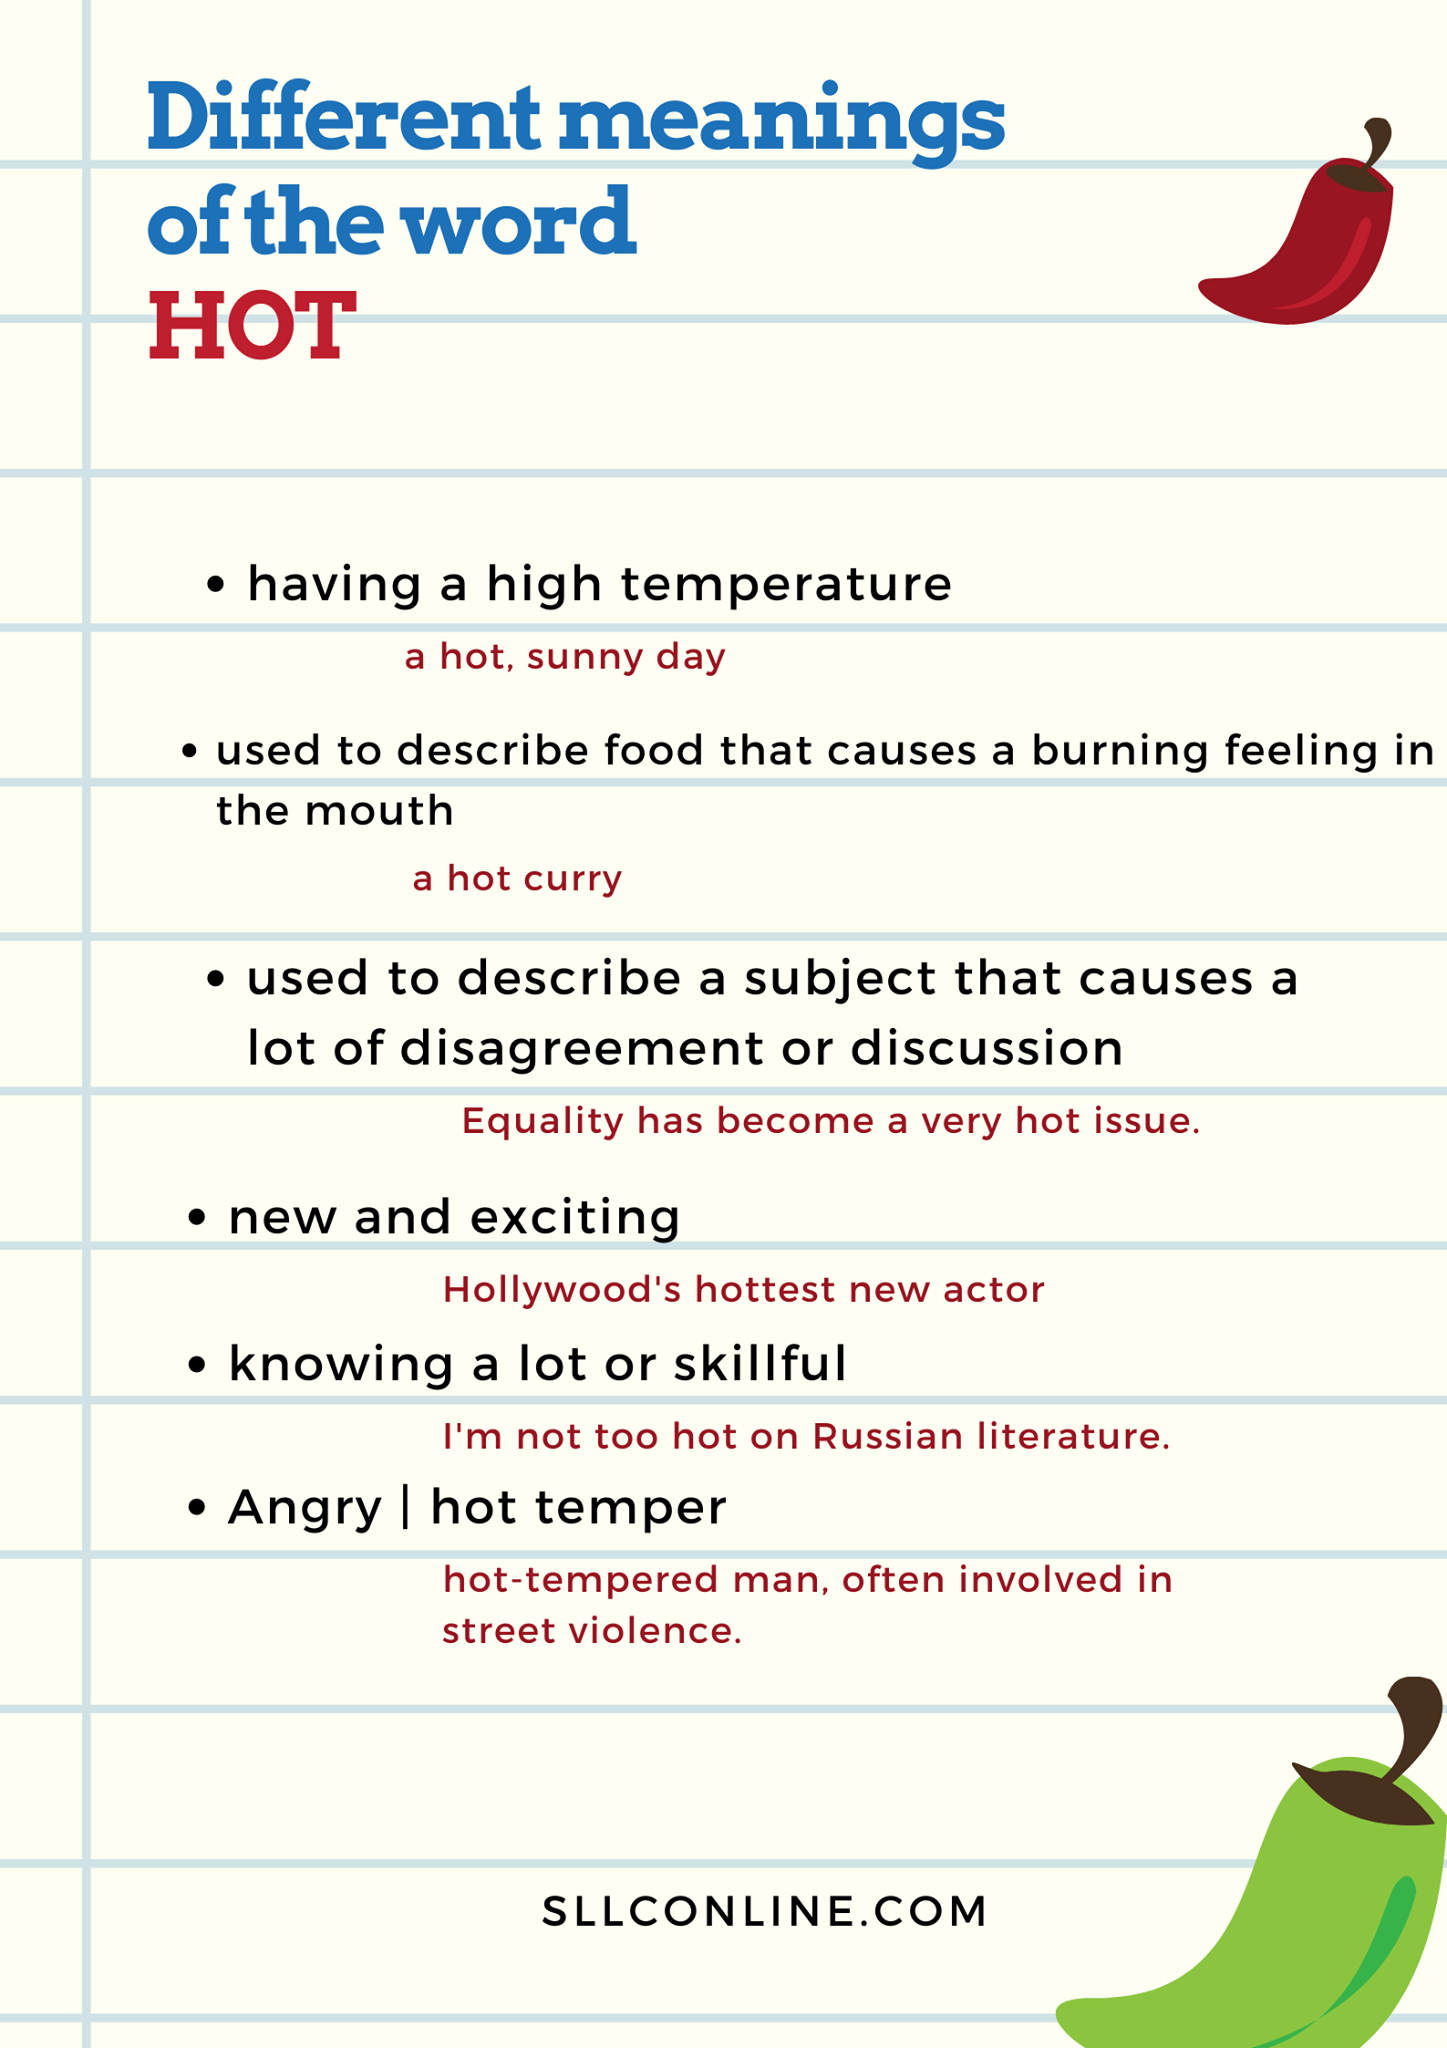 Different meanings
of the word
HOT
• having a high temperature
a hot, sunny day
• used to describe food that causes a burning feeling in
the mouth
a hot curry
• used to describe a subject that causes a
lot of disagreement or discussion
Equality has become a very hot issue.
• new and exciting
Hollywood's hottest new actor
• knowing a lot or skillful
I'm not too hot on Russian literature.
• Angry | hot temper
hot-tempered man, often involved in
street violence.
SLLCONLINE.COM